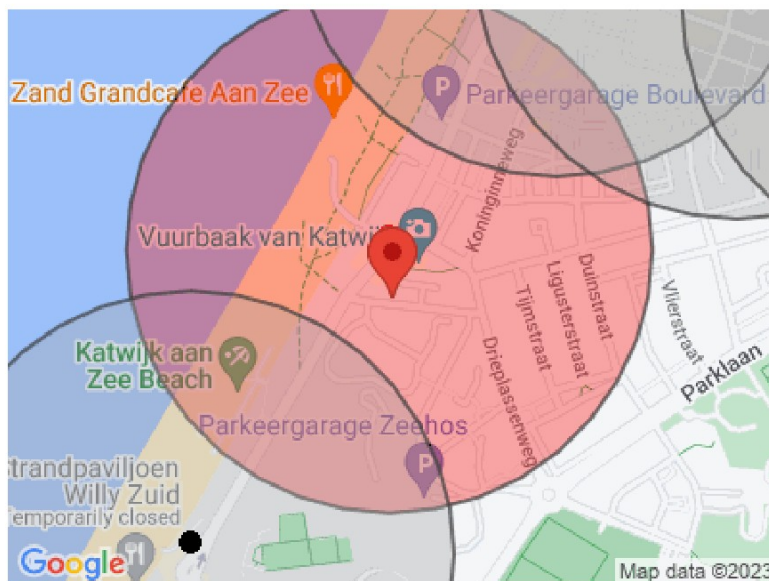 Zand Grandcafe Aan Zee
Parkeergarage Boulevard
Koninginneweg
Vuurbaak van Katwijk
Duinstraat
Ligusterstraat
Tijmstraat
Vlierstraat
Drieplassenweg
Parklaan
Katwijk aan
Zee Beach
Parkeergarage Zeehos
Strandpaviljoen
Willy Zuid
Temporarily closed
Google
Map data ©2023